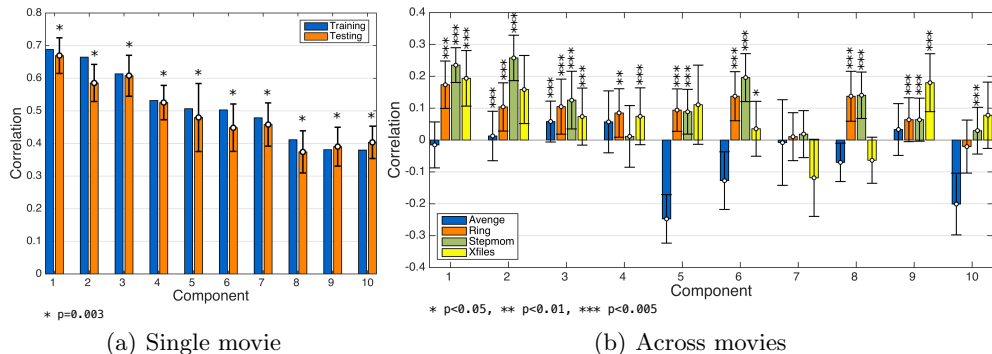 (a)
0.8
0.7
0.6
0.5
0.4
0.3
0.2
0.1
0
Correlation
Training
Testing
* * * * * * * * * *
1 2 3 4 5 6 7 8 9 10
Component
* p=0.003
(a) Single movie
(b)
0.4
0.3
0.2
0.1
0
-0.1
-0.2
-0.3
-0.4
Correlation
*** *** *** *** *** *** *** *** *** *** ** ** *** *** *** * *** *** *** *** *** ***
Avenge
Ring
Stepmom
Xfiles
1 2 3 4 5 6 7 8 9 10
Component
* p<0.05, ** p<0.01, *** p<0.005
(b) Across movies